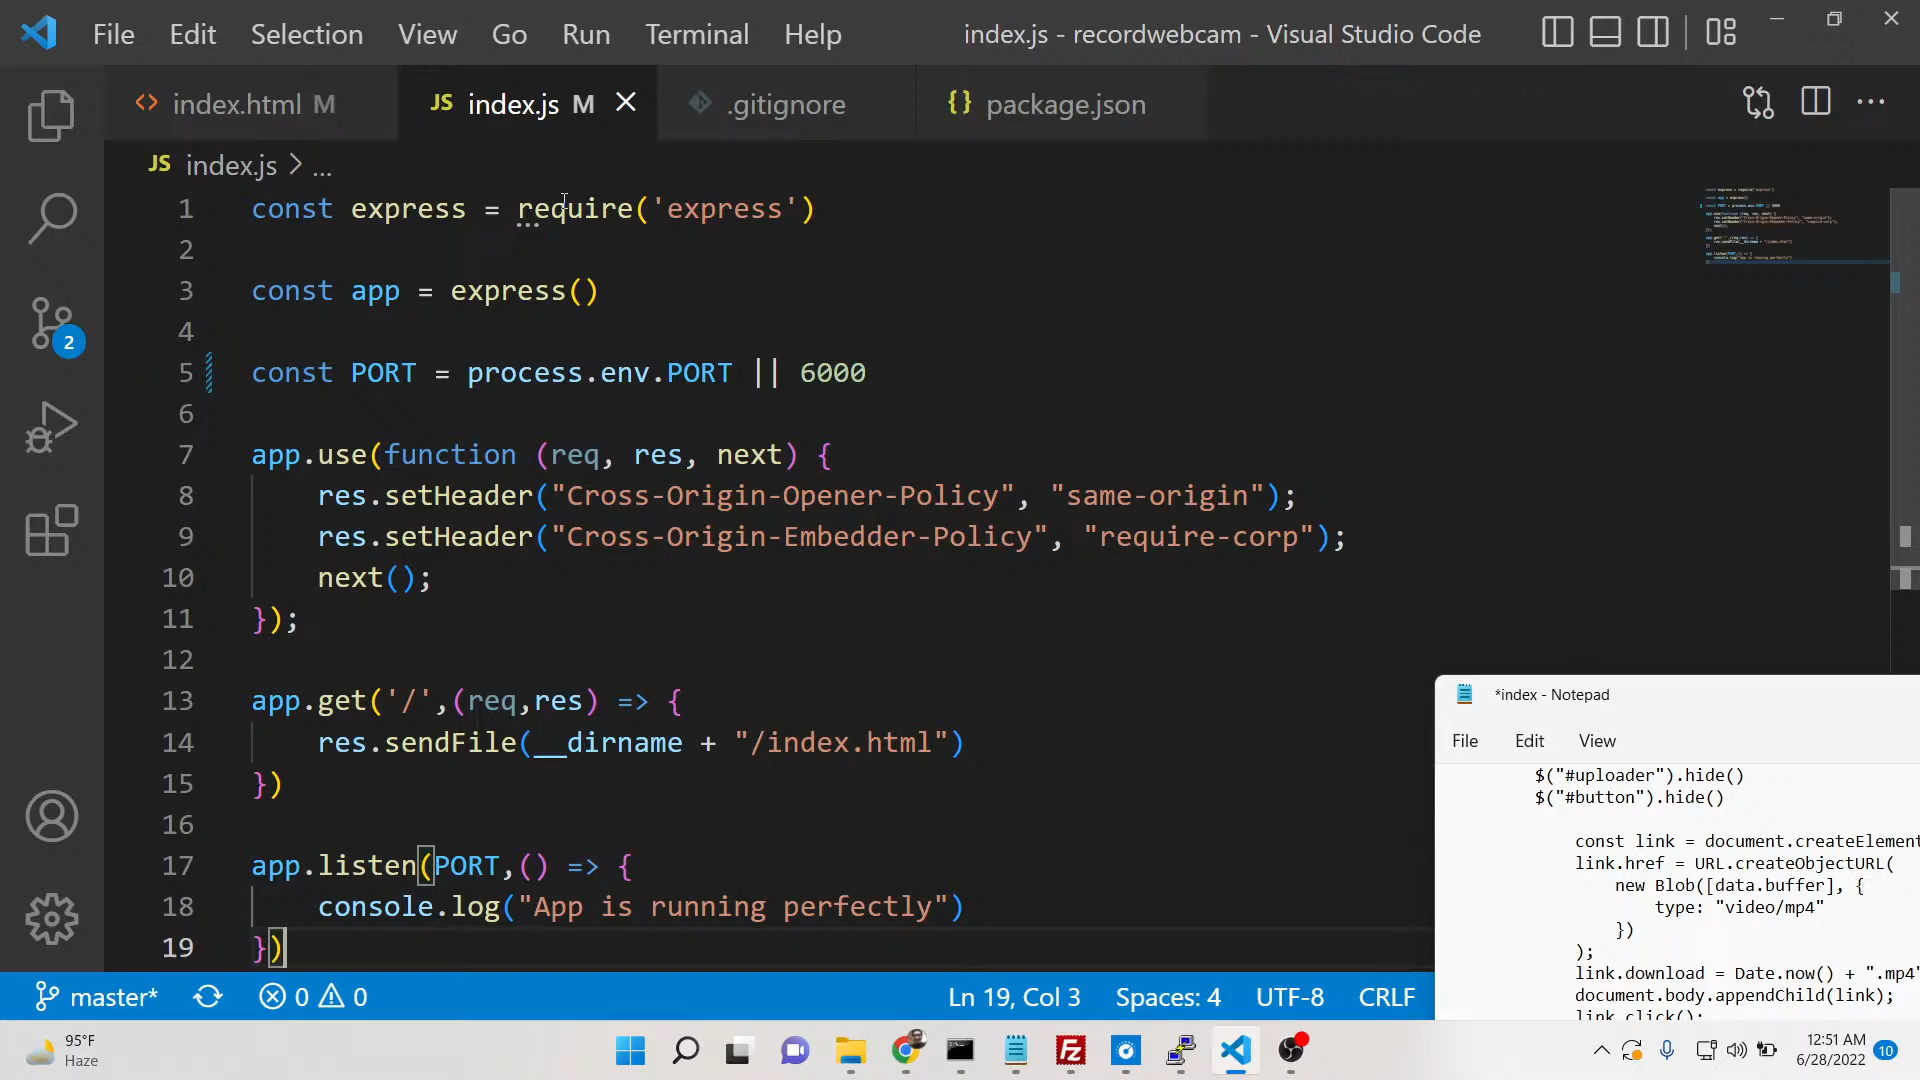 File Edit Selection View Go Run Terminal Help index.js - recordwebcam - Visual Studio Code
index.html M JS index.js M .gitignore {} package.json
JS index.js > ...
1 const express = require('express')
2
3 const app = express()
4
5 const PORT = process.env.PORT || 6000
6
7 app.use(function (req, res, next) {
8 res.setHeader("Cross-Origin-Opener-Policy", "same-origin");
9 res.setHeader("Cross-Origin-Embedder-Policy", "require-corp");
10 next();
11 });
12
13 app.get('/',(req,res) => {
14 res.sendFile(__dirname + "/index.html")
15 })
16
17 app.listen(PORT,() => {
18 console.log("App is running perfectly")
19 })
2
*index - Notepad
File Edit View
$("#uploader").hide()
$("#button").hide()
const link = document.createElement
link.href = URL.createObjectURL(
new Blob([data.buffer], {
type: "video/mp4"
})
);
link.download = Date.now() + ".mp4"
document.body.appendChild(link);
link.click();
master* 0 0 Ln 19, Col 3 Spaces: 4 UTF-8 CRLF
95°F
Haze
Fz
12:51 AM
6/28/2022
10